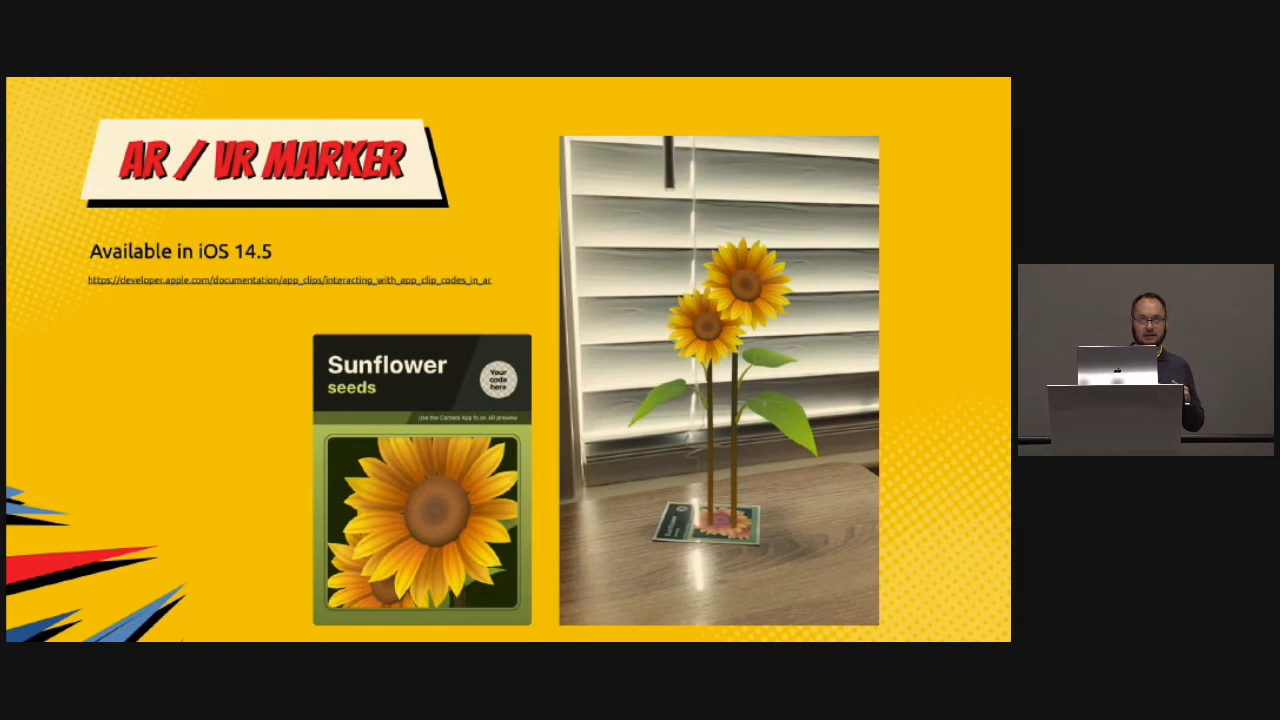 AR / VR MARKER
Available in iOS 14.5
https://developer.apple.com/documentation/app_clips/interacting_with_app_clip_codes_in_ar
Sunflower
seeds
Your
code
here
Use the Camera App to an AR preview
Sunflower